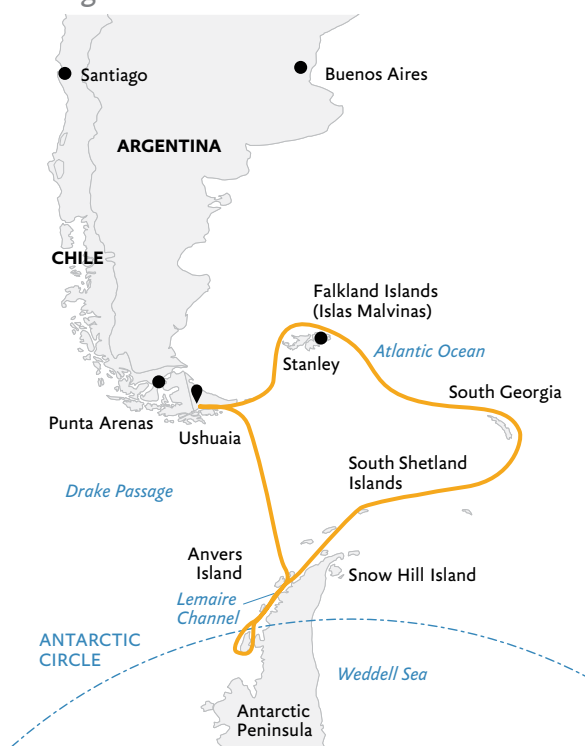 Santiago
Buenos Aires
ARGENTINA
CHILE
Falkland Islands
(Islas Malvinas)
Stanley
Atlantic Ocean
South Georgia
Punta Arenas
Ushuaia
South Shetland
Islands
Drake Passage
Anvers
Island
Snow Hill Island
Lemaire
Channel
ANTARCTIC
CIRCLE
Weddell Sea
Antarctic
Peninsula